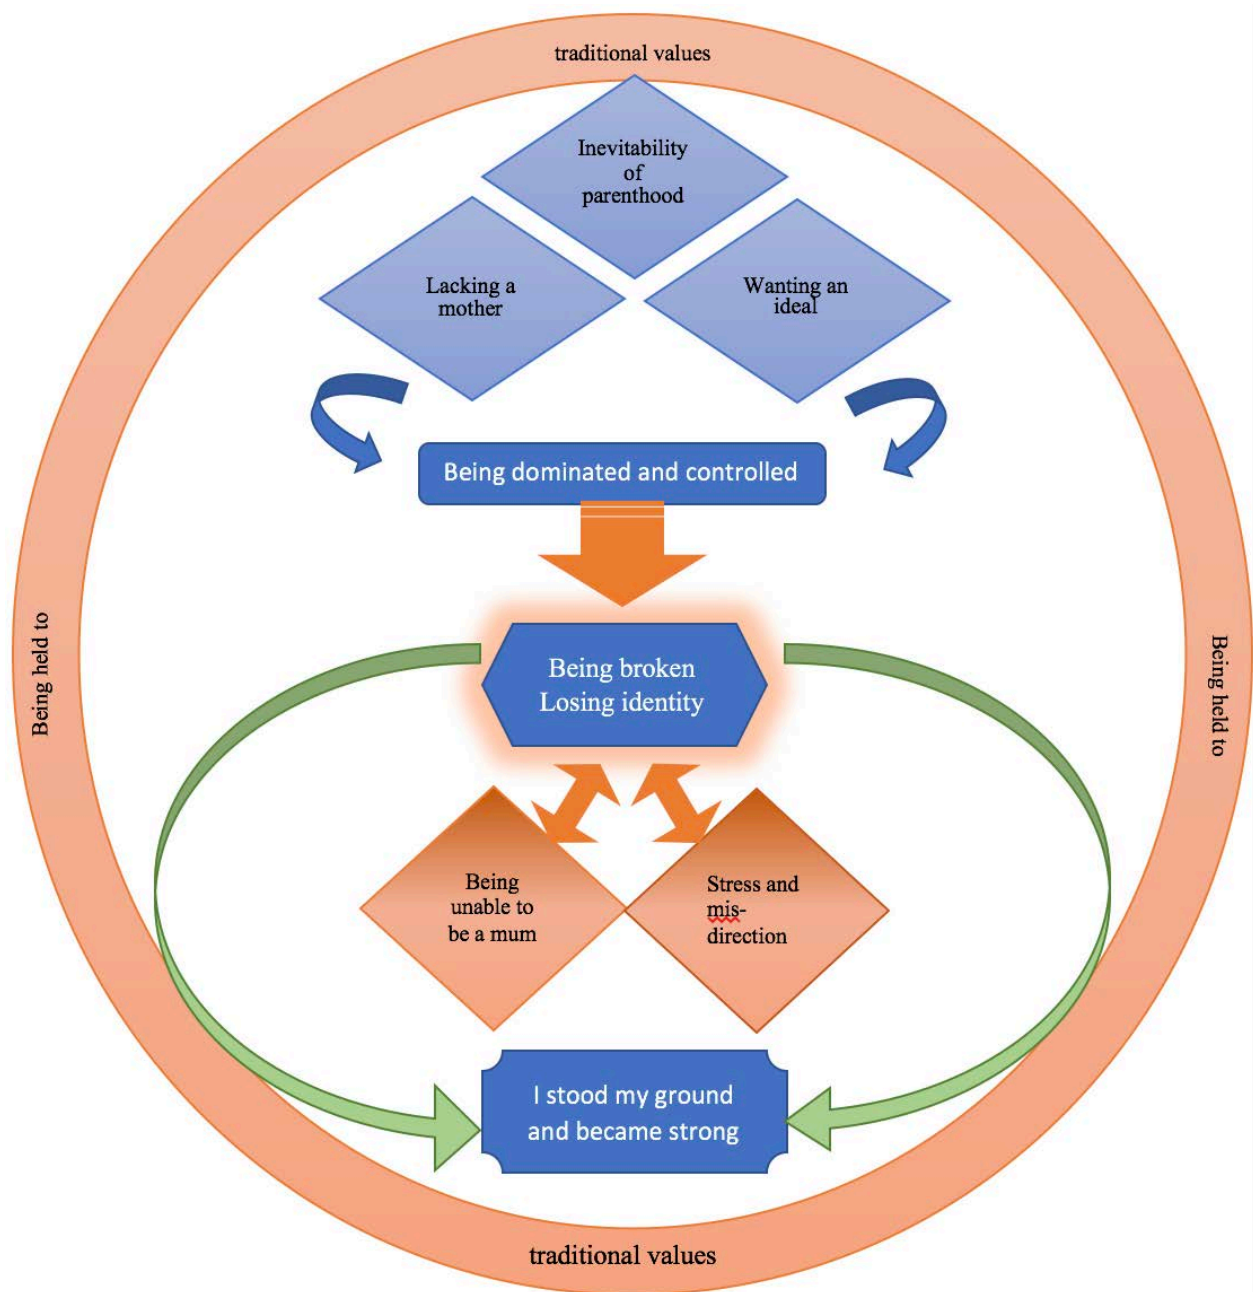 traditional values
Inevitability
of
parenthood
Lacking a
mother
Wanting an
ideal
Being dominated and controlled
Being held to
Being held to
Being broken
Losing identity
Being
unable to
be a mum
Stress and
mis-
direction
I stood my ground
and became strong
traditional values